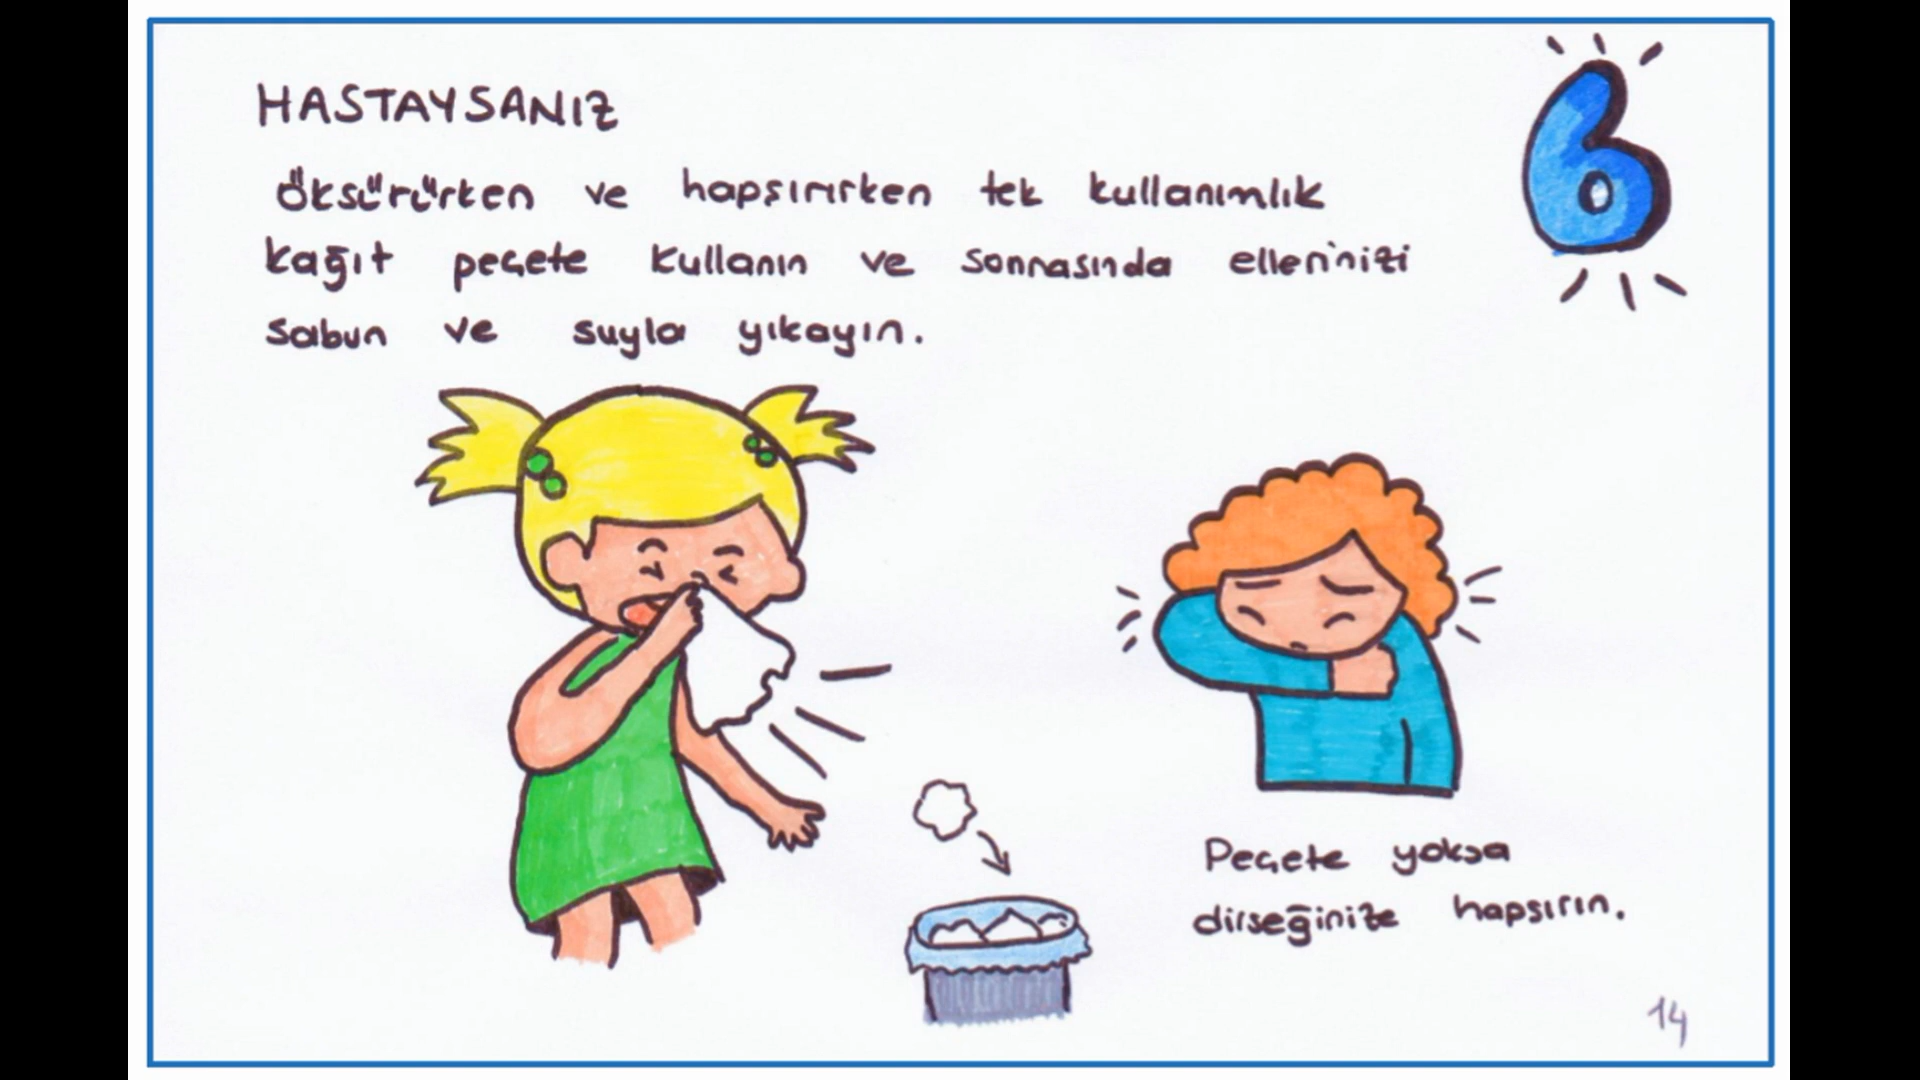 HASTAYSANIZ
6
Öksürürken ve hapşırırken tek kullanımlık
kağıt peçete kullanın ve sonrasında ellerinizi
sabun ve suyla yıkayın.
Peçete yoksa
dirseğinize hapşırın.
14